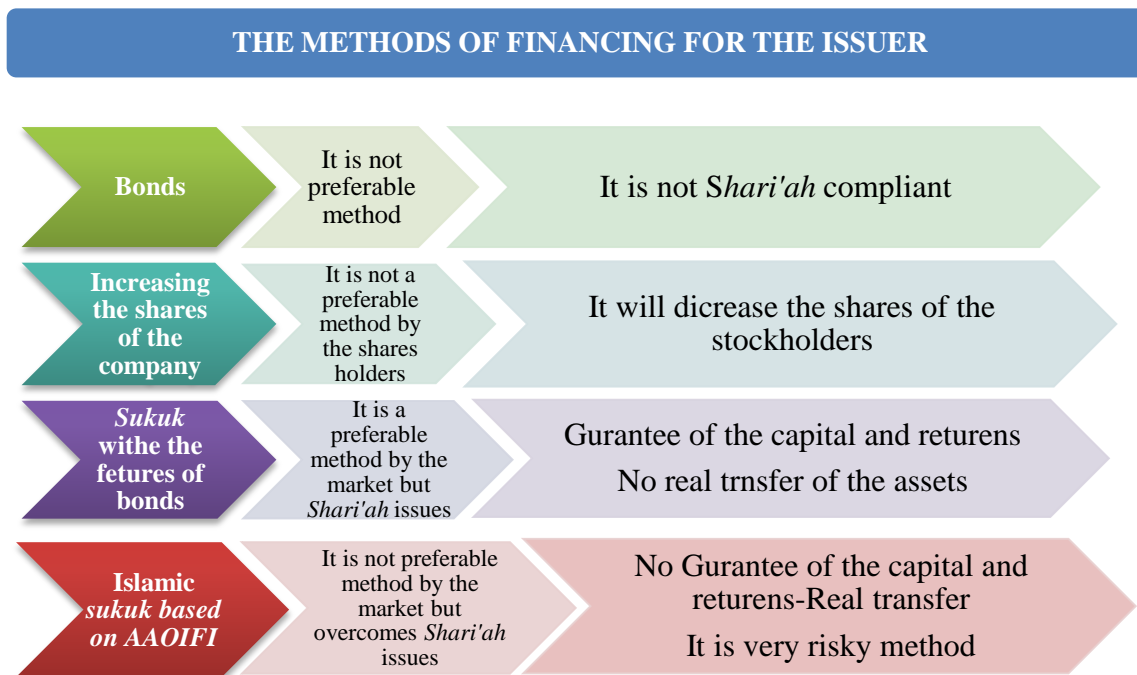 THE METHODS OF FINANCING FOR THE ISSUER
Bonds
It is not
preferable
method
It is not Shari'ah compliant
Increasing
the shares
of the
company
It is not a
preferable
method by
the shares
holders
It will dicrease the shares of the
stockholders
Sukuk
withe the
fetures of
bonds
It is a
preferable
method by the
market but
Shari'ah issues
Gurantee of the capital and returens
No real trnsfer of the assets
Islamic
sukuk based
on AAOIFI
It is not preferable
method by the
market but
overcomes Shari'ah
issues
No Gurantee of the capital and
returens-Real transfer
It is very risky method